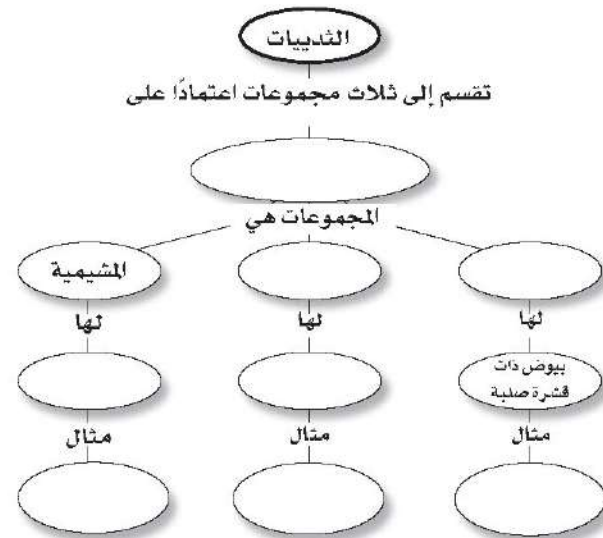 الثدييات
تقسم إلى ثلاث مجموعات اعتمادًا على
المجموعات هي
المشيمية
لها
لها
لها
بيوض ذات
قشرة صلبة
مثال
مثال
مثال